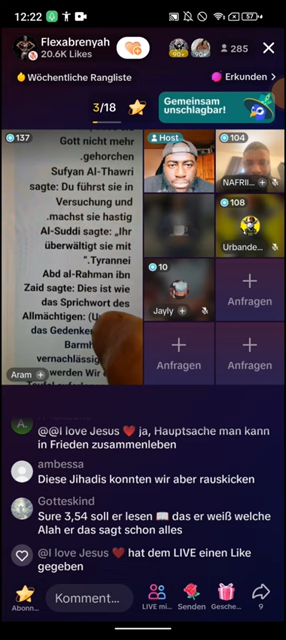 12:22
57
Flexabrenyah
20.6K Likes
90+
90+
285
Wöchentliche Rangliste
Erkunden >
3/18
Gemeinsam
unschlagbar!
137
Gott nicht mehr
.gehorchen
Sufyan Al-Thawri
sagte: Du führst sie in
Versuchung und
.machst sie hastig
Al-Suddi sagte: „Ihr
überwältigt sie mit
“.Tyrannei
Abd al-Rahman ibn
Zaid sagte: Dies ist wie
das Sprichwort des
Allmächtigen:
das Gedenken
Barmh
vernachlässig
werden Wir
Aram +
Host
104
NAFRII... +
108
Urbande...
10
Jayly +
Anfragen
Anfragen
Anfragen
@@I love Jesus ❤️ ja, Hauptsache man kann
in Frieden zusammenleben
ambessa
Diese Jihadis konnten wir aber rauskicken
Gotteskind
Sure 3,54 soll er lesen 📖 das er weiß welche
Alah er das sagt schon alles
@I love Jesus ❤️ hat dem LIVE einen Like
gegeben
Abonn...
Komment...
LIVE mi...
Senden
Gesche...
9